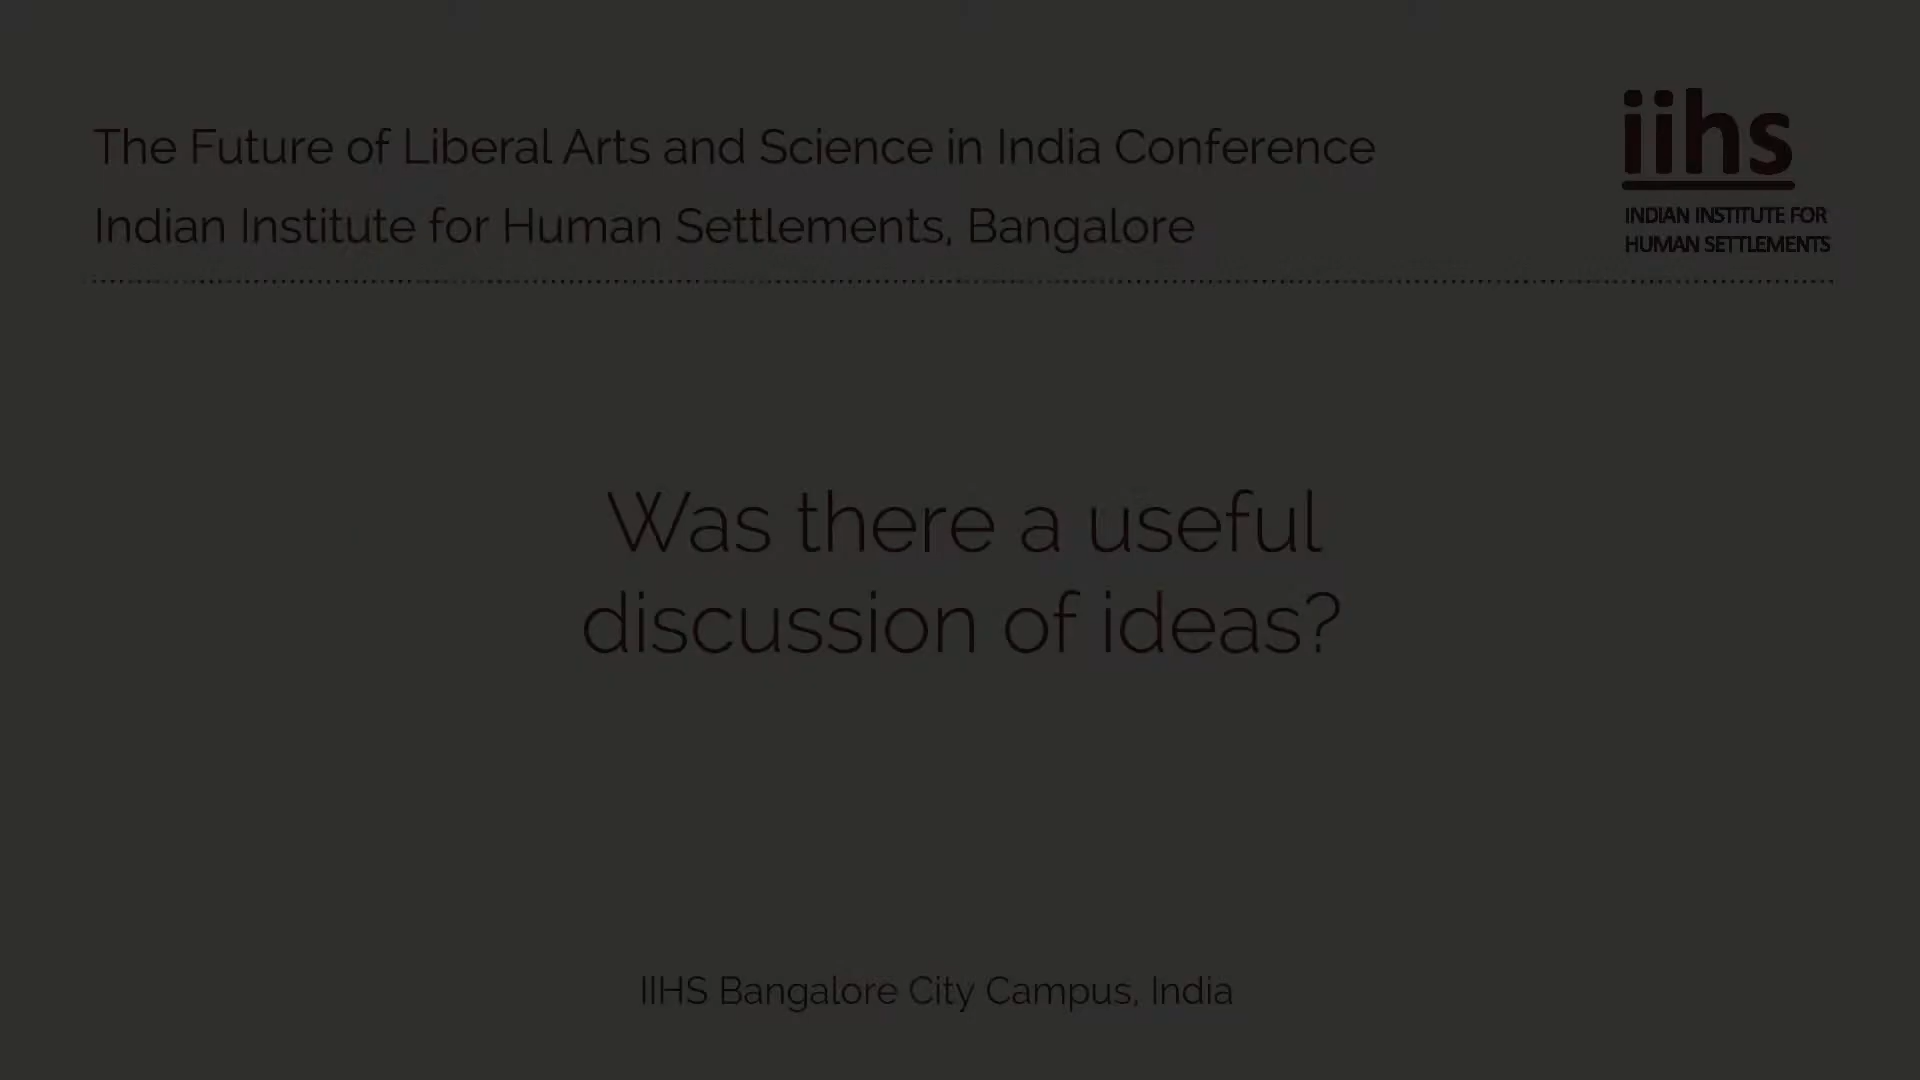 The Future of Liberal Arts and Science in India Conference
Indian Institute for Human Settlements, Bangalore
iihs
INDIAN INSTITUTE FOR
HUMAN SETTLEMENTS
Was there a useful
discussion of ideas?
IIHS Bangalore City Campus, India